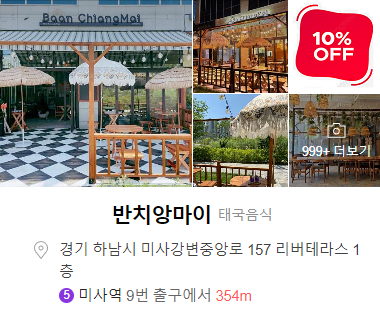 Baan ChiangMai
10%
OFF
999+ 더보기
반치앙마이 태국음식
경기 하남시 미사강변중앙로 157 리버테라스 1
층
5 미사역 9번 출구에서 354m